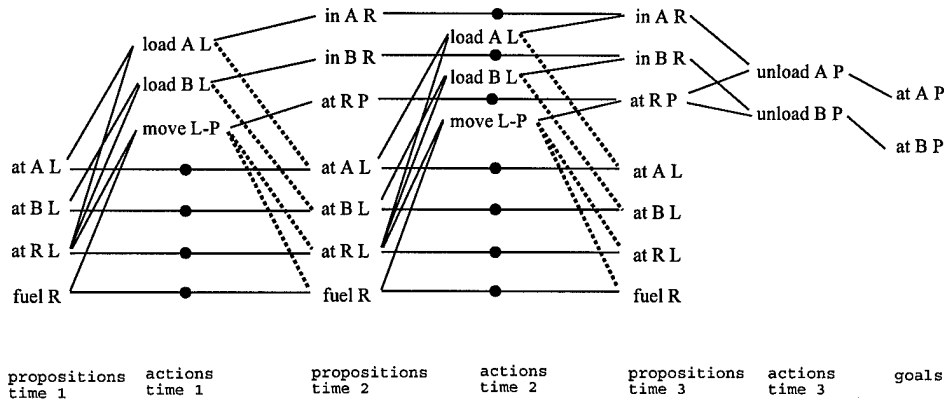 in A R
in A R
load A L
load A L
in B R
in B R
load B L
load B L
unload A P
at A P
at R P
at R P
move L-P
move L-P
unload B P
at B P
at A L
at A L
at A L
at B L
at B L
at B L
at R L
at R L
at R L
fuel R
fuel R
fuel R
propositions
time 1
actions
time 1
propositions
time 2
actions
time 2
propositions
time 3
actions
time 3
goals